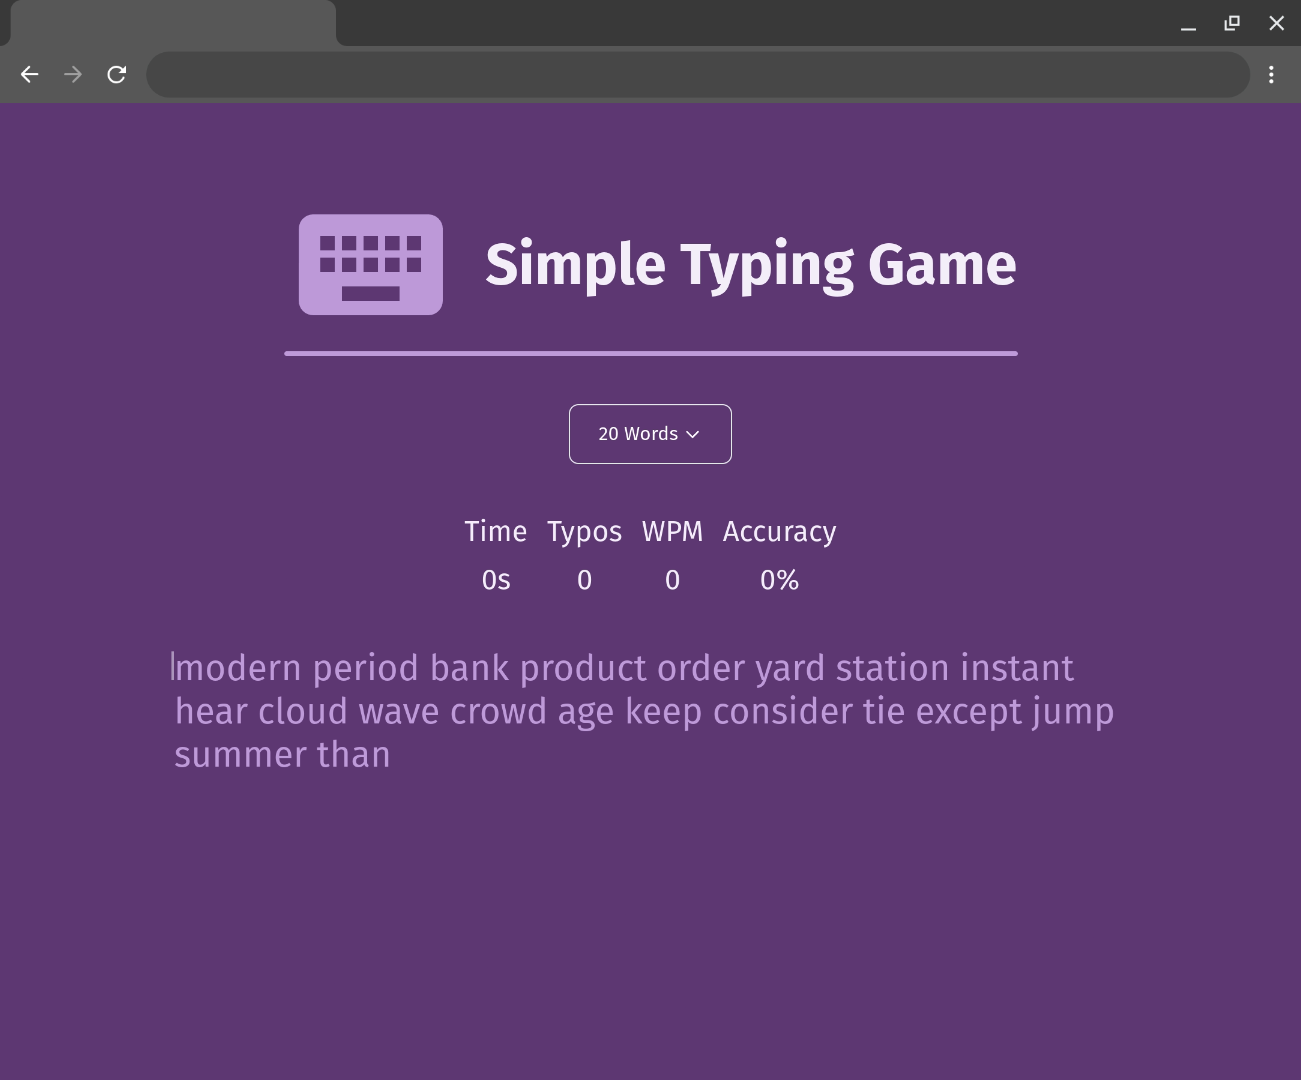 Simple Typing Game
20 Words
Time Typos WPM Accuracy
0s 0 0 0%
modern period bank product order yard station instant
hear cloud wave crowd age keep consider tie except jump
summer than